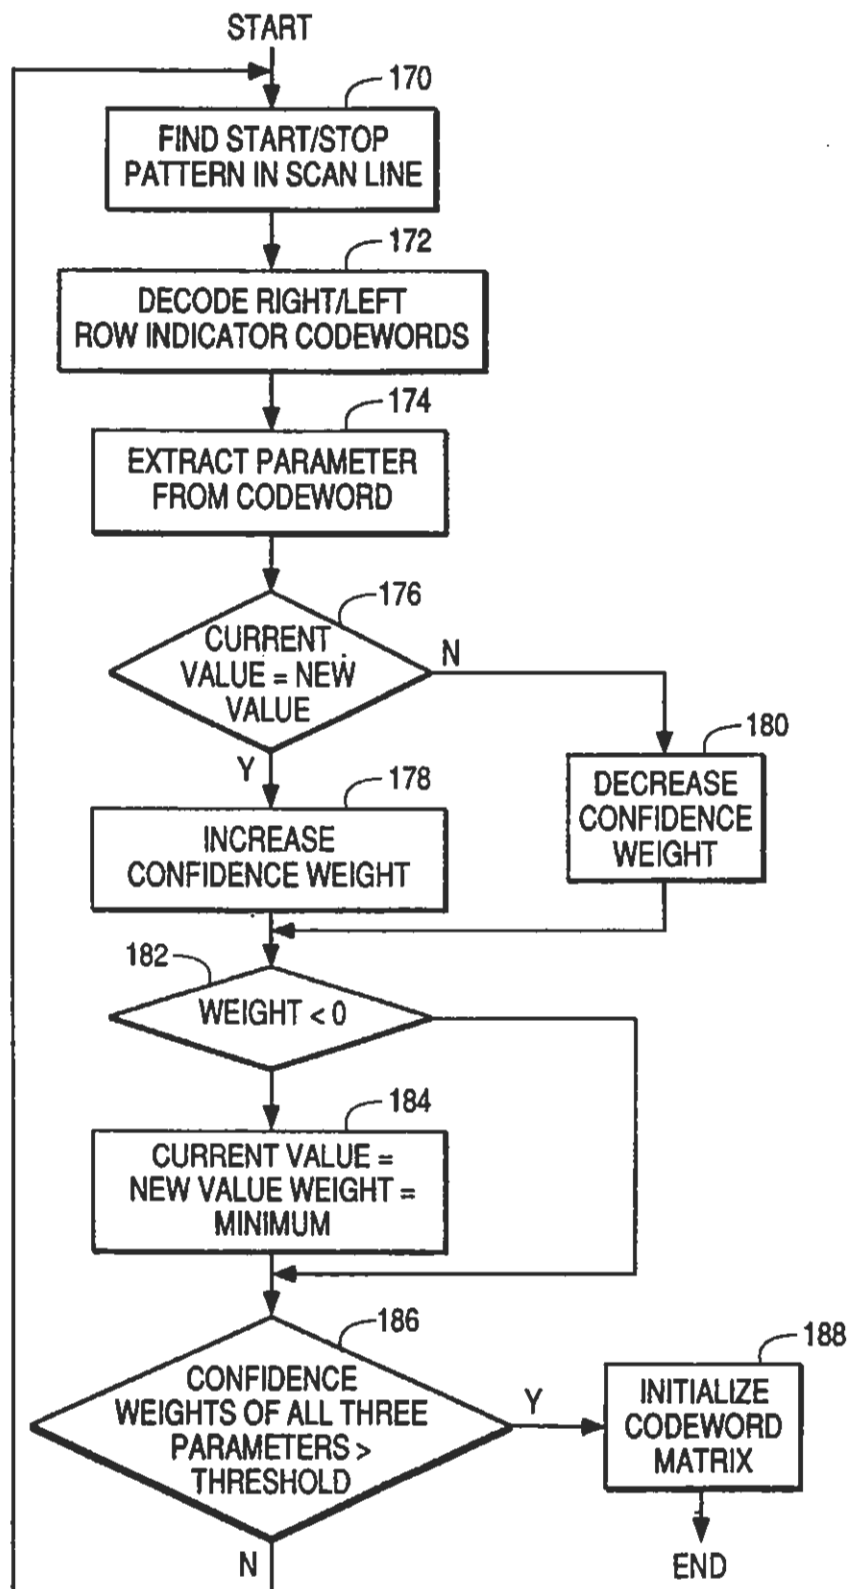 START
170
FIND START/STOP
PATTERN IN SCAN LINE
172
DECODE RIGHT/LEFT
ROW INDICATOR CODEWORDS
174
EXTRACT PARAMETER
FROM CODEWORD
176
CURRENT
VALUE = NEW
VALUE
N
Y
178
INCREASE
CONFIDENCE WEIGHT
180
DECREASE
CONFIDENCE
WEIGHT
182
WEIGHT < 0
184
CURRENT VALUE =
NEW VALUE WEIGHT =
MINIMUM
186
CONFIDENCE
WEIGHTS OF ALL THREE
PARAMETERS >
THRESHOLD
Y
N
188
INITIALIZE
CODEWORD
MATRIX
END